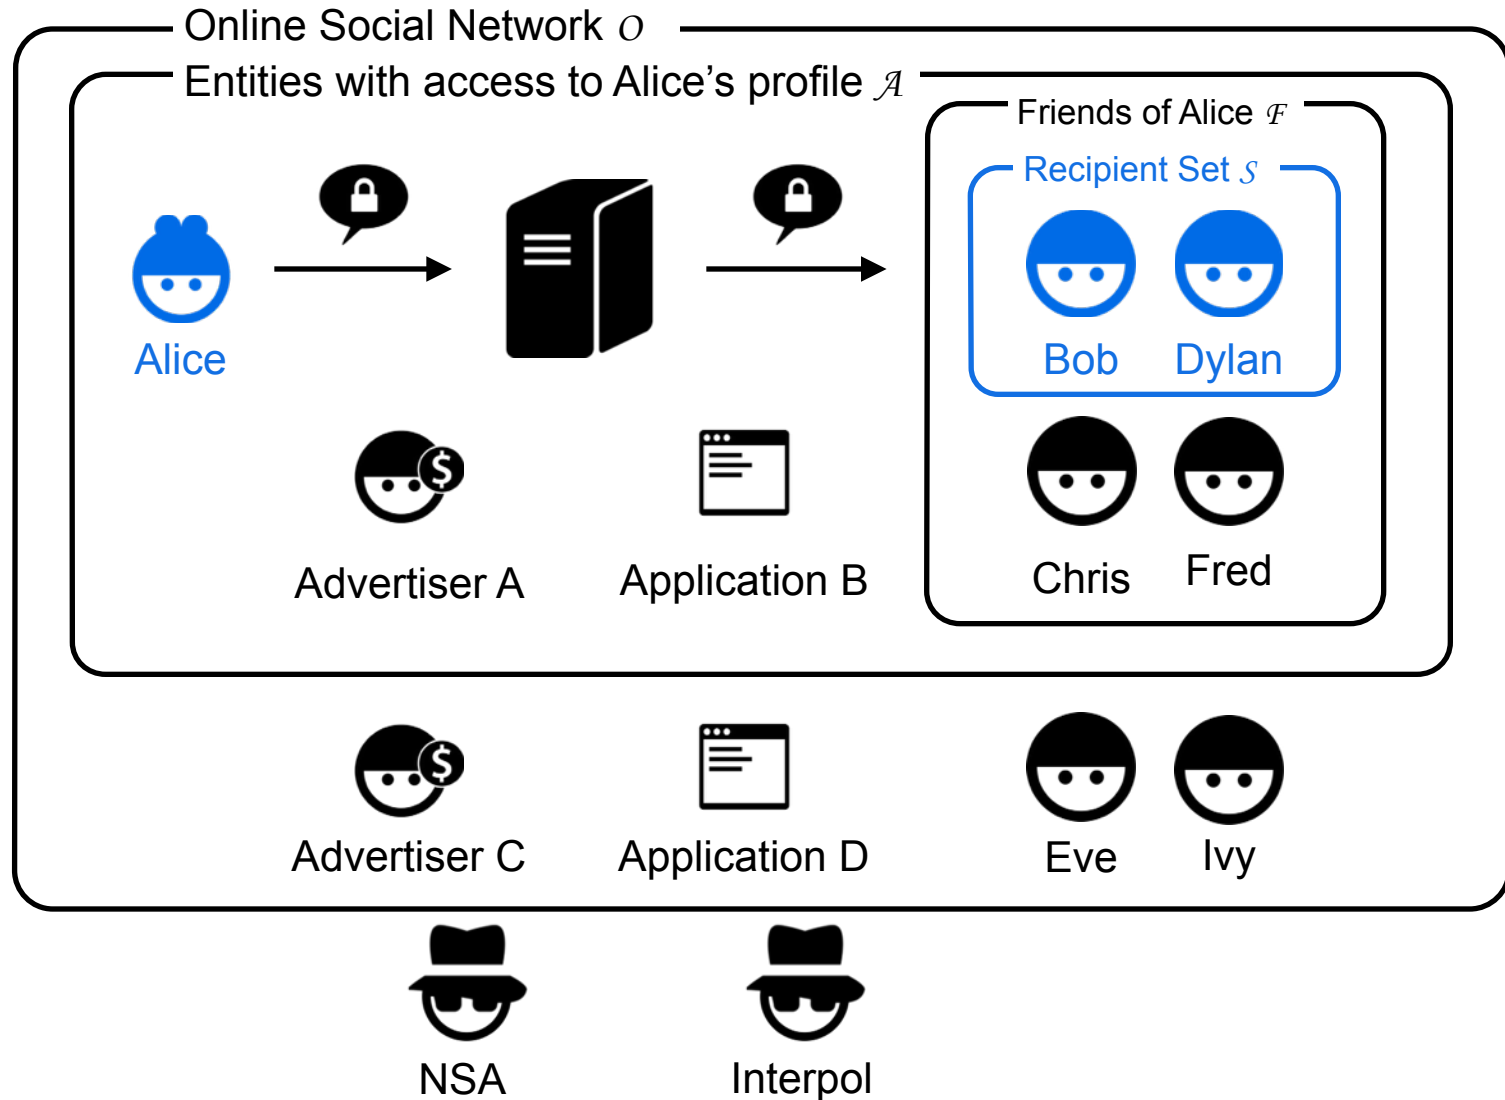 Online Social Network 𝒪
Entities with access to Alice's profile 𝒜
Friends of Alice ℱ
Recipient Set 𝒮
Alice
Bob
Dylan
$
Advertiser A
Application B
Chris
Fred
$
Advertiser C
Application D
Eve
Ivy
NSA
Interpol